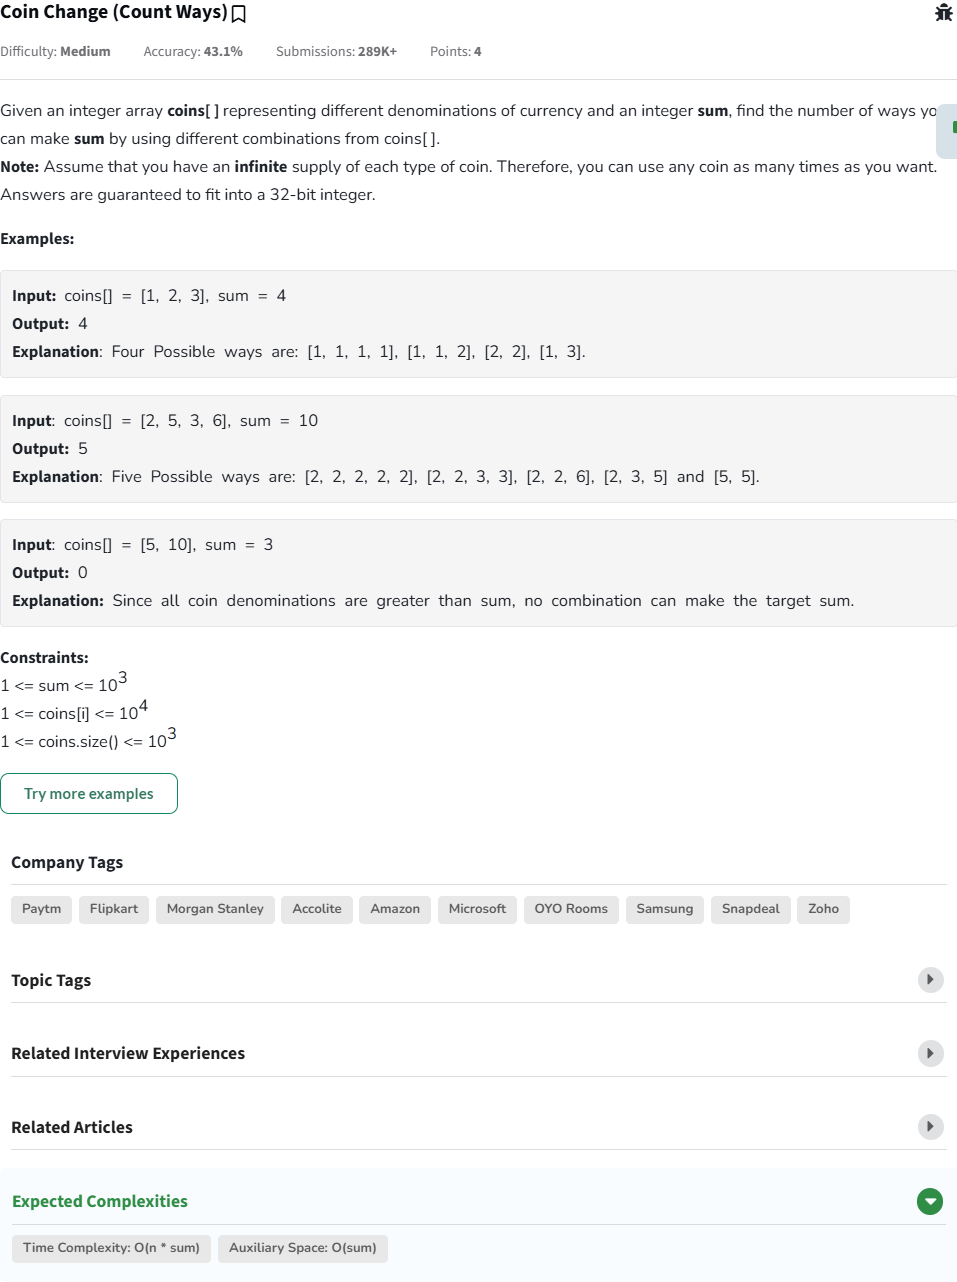 Coin Change (Count Ways)
Difficulty: Medium Accuracy: 43.1% Submissions: 289K+ Points: 4
Given an integer array coins[ ] representing different denominations of currency and an integer sum, find the number of ways yo
can make sum by using different combinations from coins[ ].
Note: Assume that you have an infinite supply of each type of coin. Therefore, you can use any coin as many times as you want.
Answers are guaranteed to fit into a 32-bit integer.
Examples:
Input: coins[] = [1, 2, 3], sum = 4
Output: 4
Explanation: Four Possible ways are: [1, 1, 1, 1], [1, 1, 2], [2, 2], [1, 3].
Input: coins[] = [2, 5, 3, 6], sum = 10
Output: 5
Explanation: Five Possible ways are: [2, 2, 2, 2, 2], [2, 2, 3, 3], [2, 2, 6], [2, 3, 5] and [5, 5].
Input: coins[] = [5, 10], sum = 3
Output: 0
Explanation: Since all coin denominations are greater than sum, no combination can make the target sum.
Constraints:
1 <= sum <= 10³
1 <= coins[i] <= 10⁴
1 <= coins.size() <= 10³
Try more examples
Company Tags
Paytm Flipkart Morgan Stanley Accolite Amazon Microsoft OYO Rooms Samsung Snapdeal Zoho
Topic Tags
Related Interview Experiences
Related Articles
Expected Complexities
Time Complexity: O(n * sum) Auxiliary Space: O(sum)